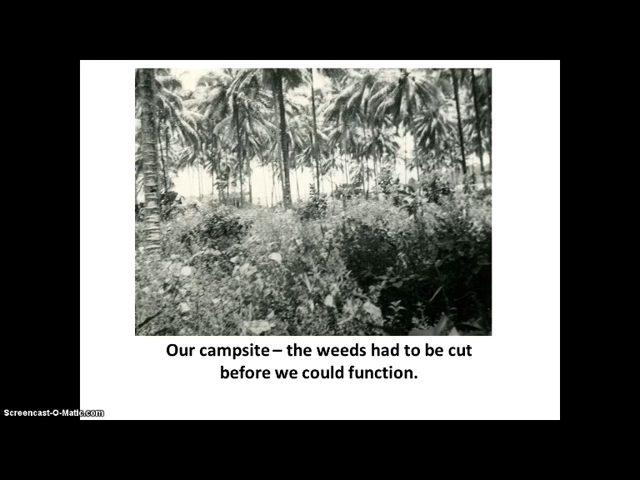 Our campsite – the weeds had to be cut
before we could function.
Screencast-O-Matic.com